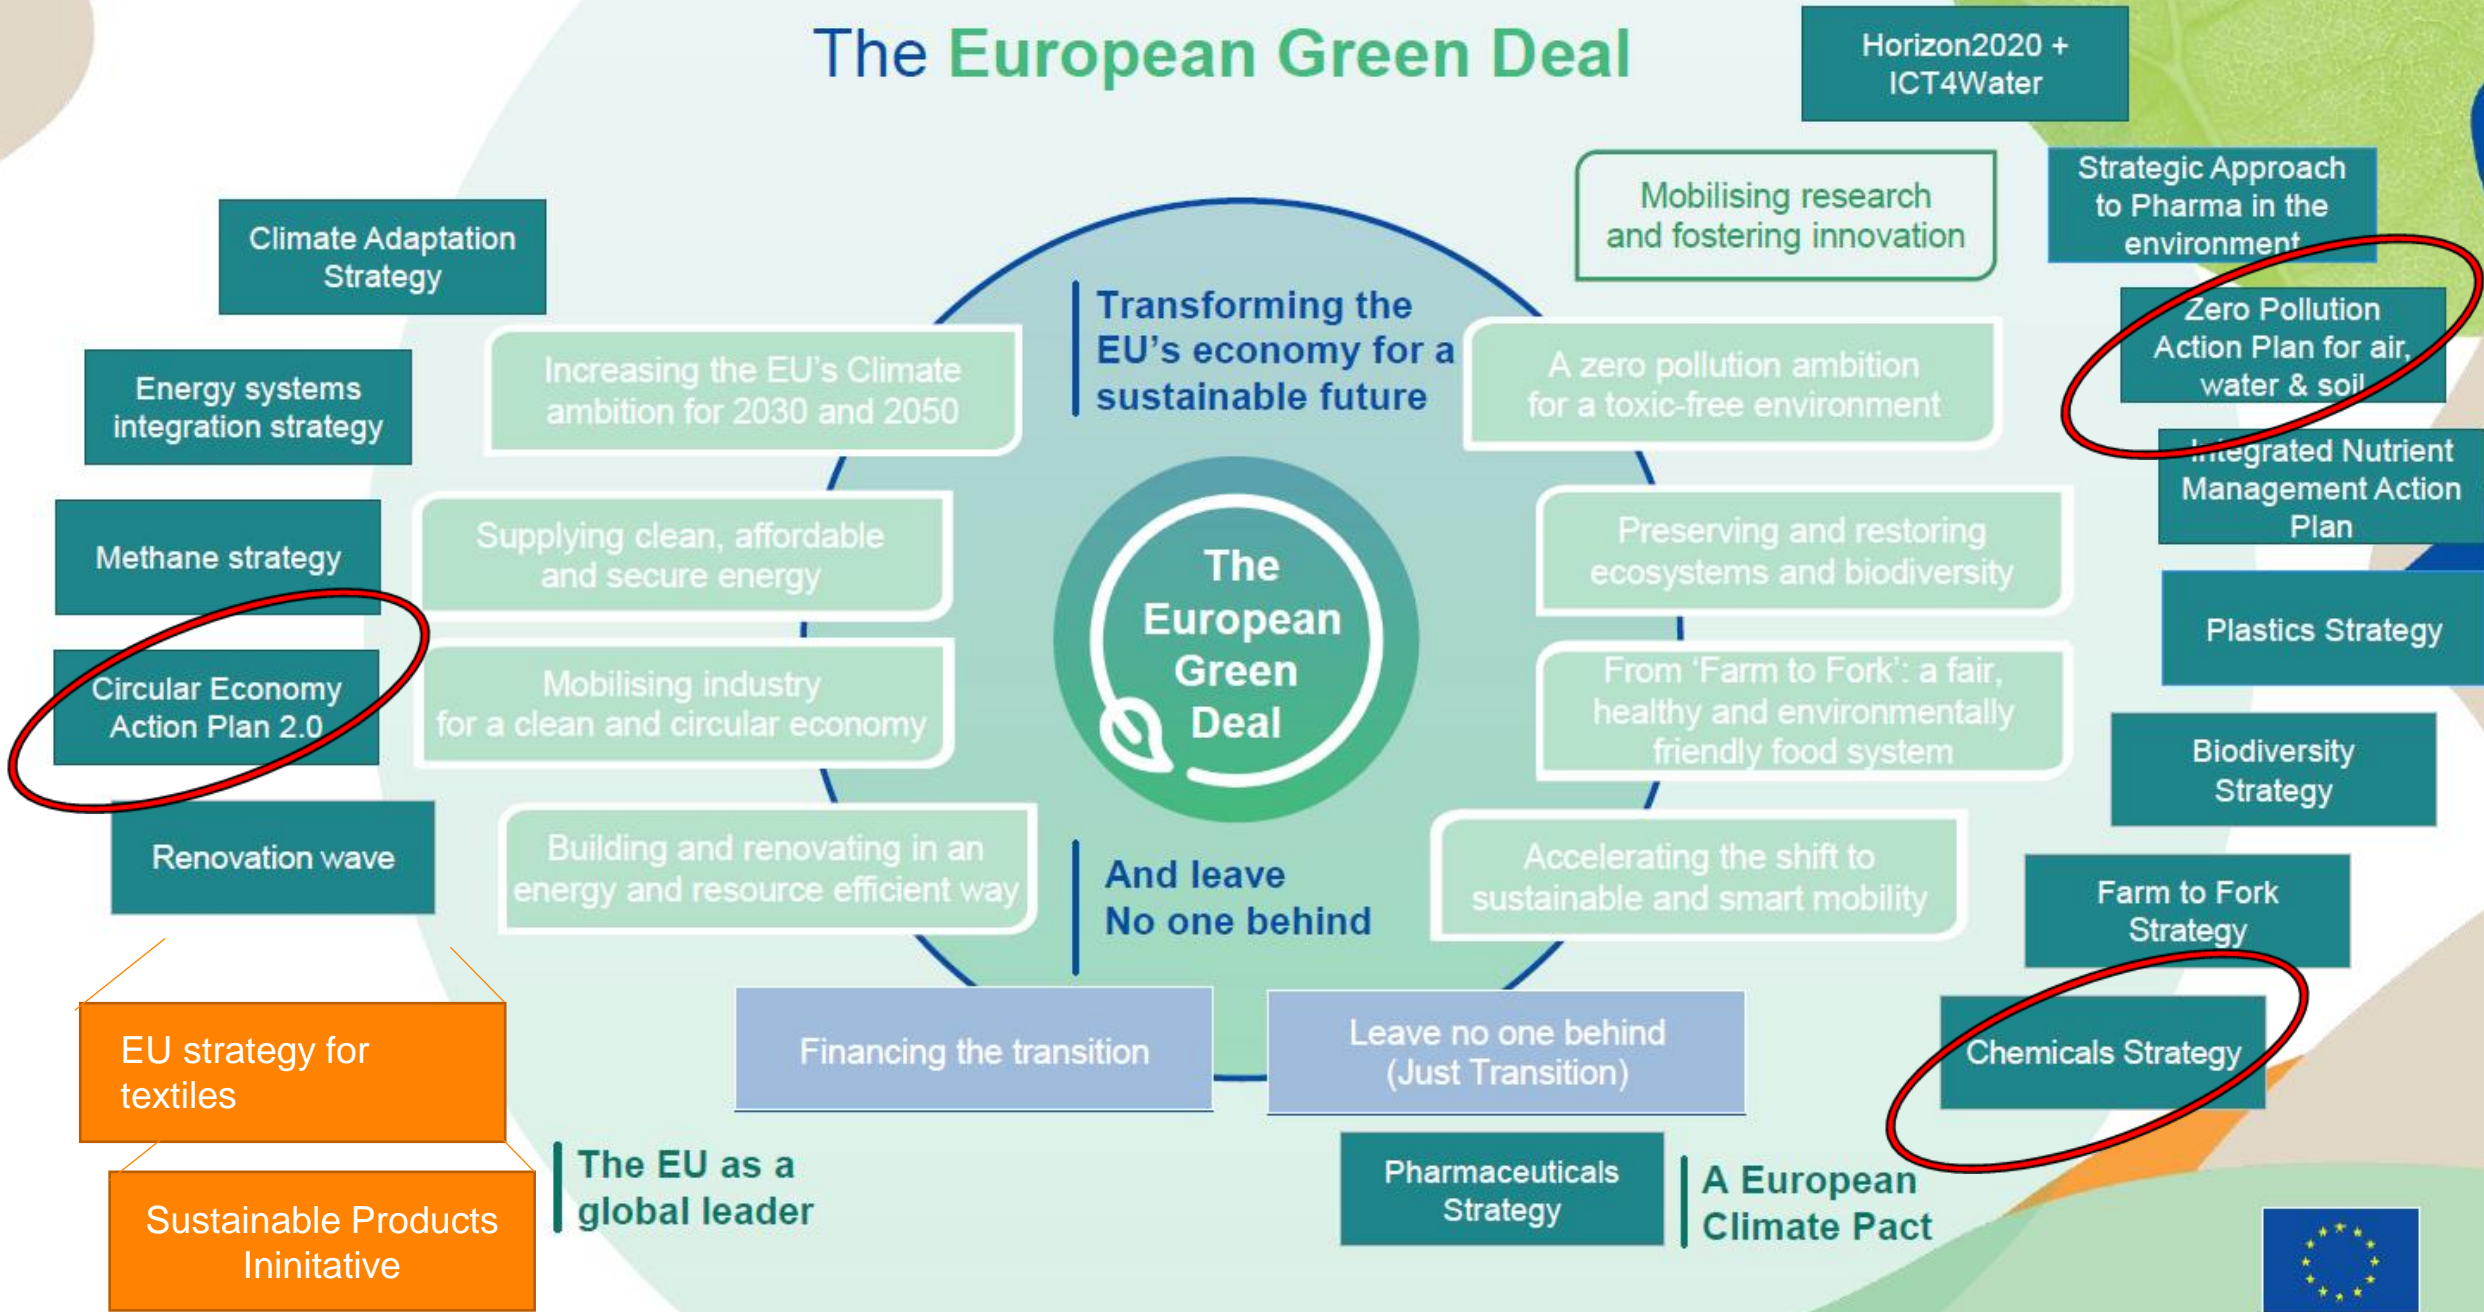 The European Green Deal
Horizon2020 +
ICT4Water
Mobilising research
and fostering innovation
Strategic Approach
to Pharma in the
environment
Climate Adaptation
Strategy
Transforming the
EU's economy for a
sustainable future
Zero Pollution
Action Plan for air,
water & soil
Energy systems
integration strategy
Increasing the EU's Climate
ambition for 2030 and 2050
A zero pollution ambition
for a toxic-free environment
Integrated Nutrient
Management Action
Plan
Methane strategy
Supplying clean, affordable
and secure energy
The
European
Green
Deal
Preserving and restoring
ecosystems and biodiversity
Plastics Strategy
Circular Economy
Action Plan 2.0
Mobilising industry
for a clean and circular economy
From 'Farm to Fork': a fair,
healthy and environmentally
friendly food system
Biodiversity
Strategy
Renovation wave
Building and renovating in an
energy and resource efficient way
And leave
No one behind
Accelerating the shift to
sustainable and smart mobility
Farm to Fork
Strategy
EU strategy for
textiles
Financing the transition
Leave no one behind
(Just Transition)
Chemicals Strategy
Sustainable Products
Ininitative
The EU as a
global leader
Pharmaceuticals
Strategy
A European
Climate Pact